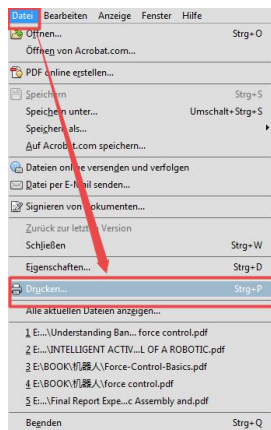 Datei Bearbeiten Anzeige Fenster Hilfe
Öffnen... Strg+O
Öffnen von Acrobat.com...
PDF online erstellen...
Speichern Strg+S
Speichern unter... Umschalt+Strg+S
Speichern als...
Auf Acrobat.com speichern...
Dateien online versenden und verfolgen
Datei per E-Mail senden...
Signieren von Dokumenten...
Zurück zur letzten Version
Schließen Strg+W
Eigenschaften... Strg+D
Drucken... Strg+P
Alle aktuellen Dateien anzeigen...
1 E:...\Understanding Ban... force control.pdf
2 E:...\INTELLIGENT ACTIV...L OF A ROBOTIC.pdf
3 E:\BOOK\机器人\Force-Control-Basics.pdf
4 E:\BOOK\机器人\force control.pdf
5 E:...\Final Report Expe...c Assembly and.pdf
Beenden Strg+Q